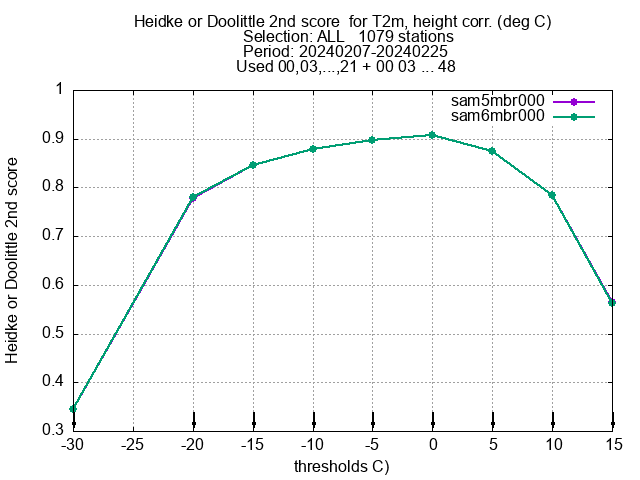 Heidke or Doolittle 2nd score  for T2m, height corr. (deg C)
Selection: ALL   1079 stations
Period: 20240207-20240225
Used 00,03,...,21 + 00 03 ... 48
sam5mbr000
sam6mbr000
Heidke or Doolittle 2nd score
1
0.9
0.8
0.7
0.6
0.5
0.4
0.3
-30 -25 -20 -15 -10 -5 0 5 10 15
thresholds C)